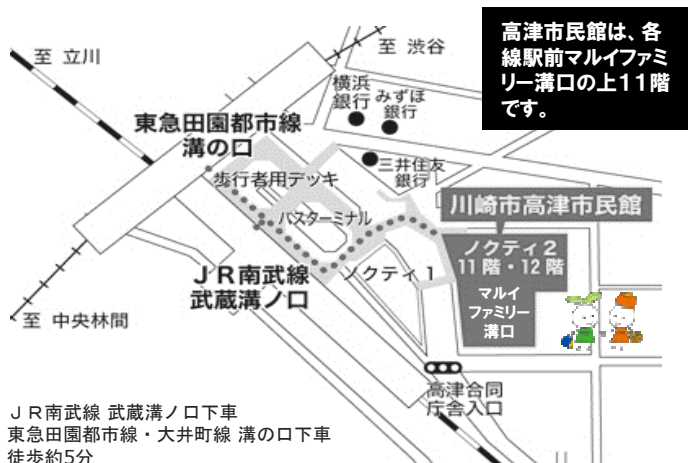 高津市民館は、各
線駅前マルイファミ
リー溝口の上11階
です。
至 立川
至 渋谷
横浜
銀行
みずほ
銀行
東急田園都市線
溝の口
三井住友
銀行
歩行者用デッキ
バスターミナル
川崎市高津市民館
ノクティ2
11階・12階
マルイ
ファミリー
溝口
JR南武線
武蔵溝ノ口
ノクティ1
至 中央林間
高津合同
庁舎入口
JR南武線 武蔵溝ノ口下車
東急田園都市線・大井町線 溝の口下車
徒歩約5分